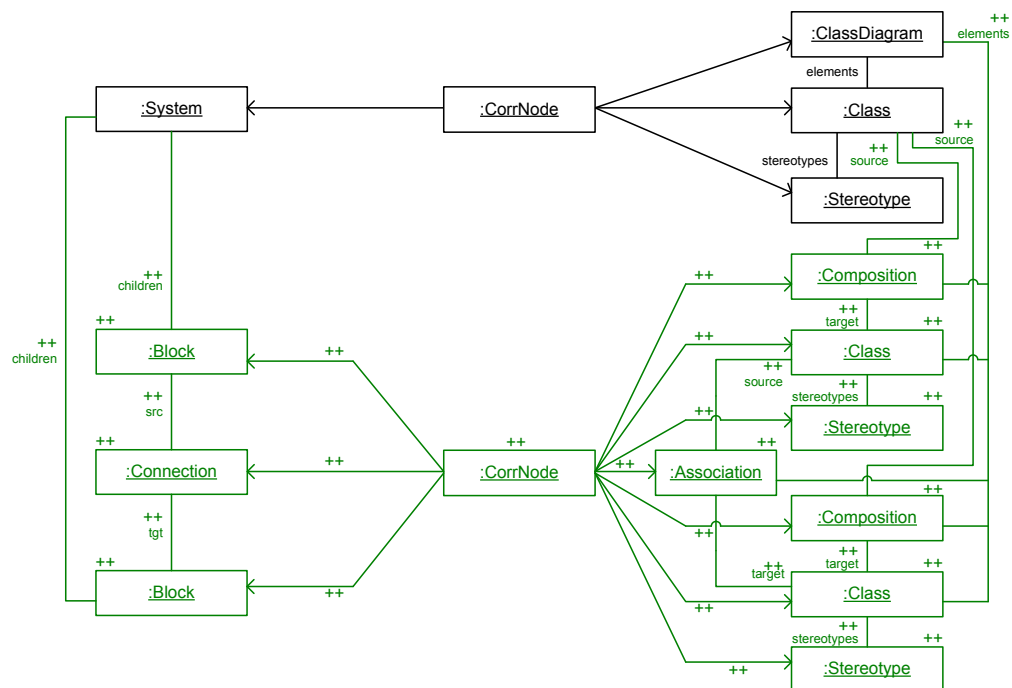 ++
elements
:ClassDiagram
elements
:System
:CorrNode
:Class
++
source
++
source
stereotypes
:Stereotype
++
++
:Composition
++
children
++
target
++
++
++
:Block
++
children
++
++
:Class
++
source
++
stereotypes
++
++
src
++
:Stereotype
++
++
++
:Connection
++
:CorrNode
++
:Association
++
:Composition
++
tgt
++
++
target
++
target
++
++
:Block
++
:Class
++
++
stereotypes
++
++
:Stereotype